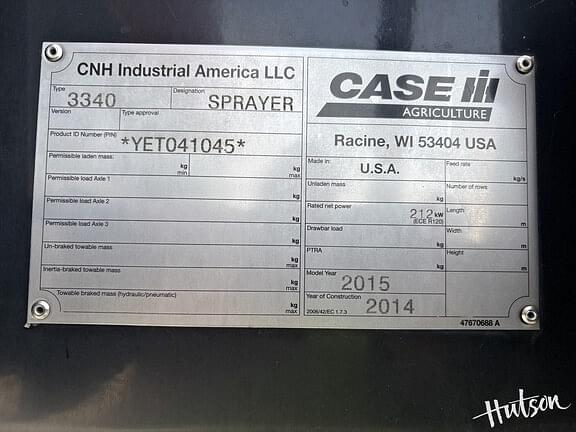 CNH Industrial America LLC
Type
3340
Designation
SPRAYER
Version
Type approval
Product ID Number (PIN)
*YET041045*
Permissible laden mass:
kg
min
kg
max
Permissible load Axle 1
kg
max
Permissible load Axle 2
kg
max
Permissible load Axle 3
kg
max
Un-braked towable mass
kg
max
Inertia-braked towable mass
kg
max
Towable braked mass (hydraulic/pneumatic)
kg
max
CASE IH
AGRICULTURE
Racine, WI 53404 USA
Made in:
U.S.A.
Feed rate
kg/s
Unladen mass
kg
Number of rows
Rated net power
212 kW
(ECE R120)
Length
m
Drawbar load
kg
Width
m
PTRA
kg
Height
m
Model Year
2015
Year of Construction
2014
2006/42/EC 1.7.3
47670688 A
Hutson